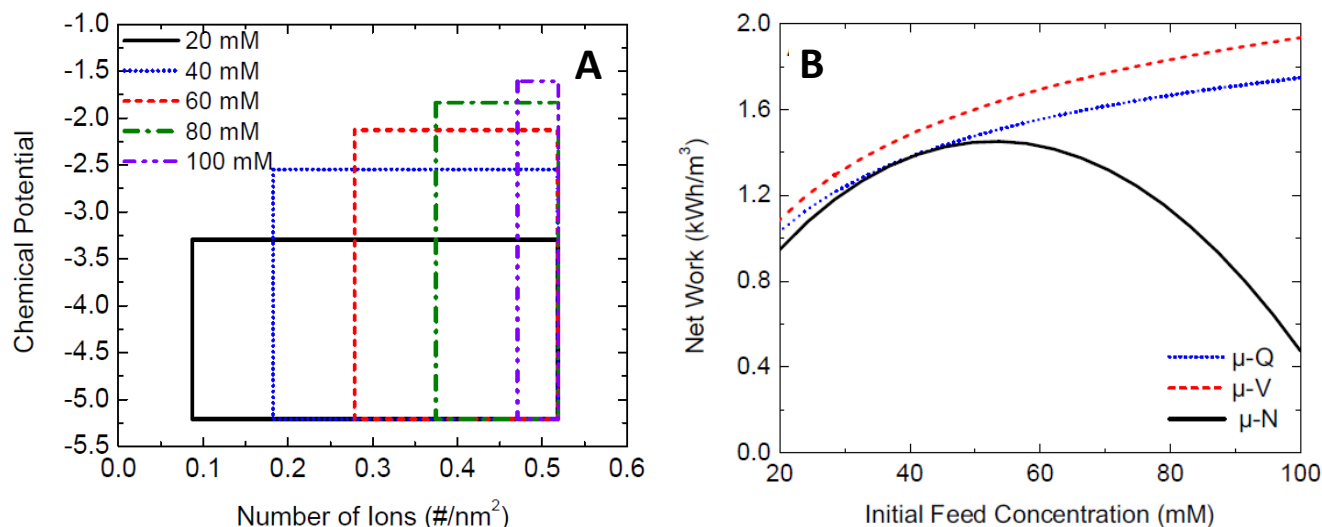 A
20 mM
40 mM
60 mM
80 mM
100 mM
-1.0
-1.5
-2.0
-2.5
-3.0
-3.5
-4.0
-4.5
-5.0
-5.5
Chemical Potential
0.0 0.1 0.2 0.3 0.4 0.5 0.6
Number of Ions (#/nm²)
B
2.0
1.6
1.2
0.8
0.4
0.0
Net Work (kWh/m³)
µ-Q
µ-V
µ-N
20 40 60 80 100
Initial Feed Concentration (mM)